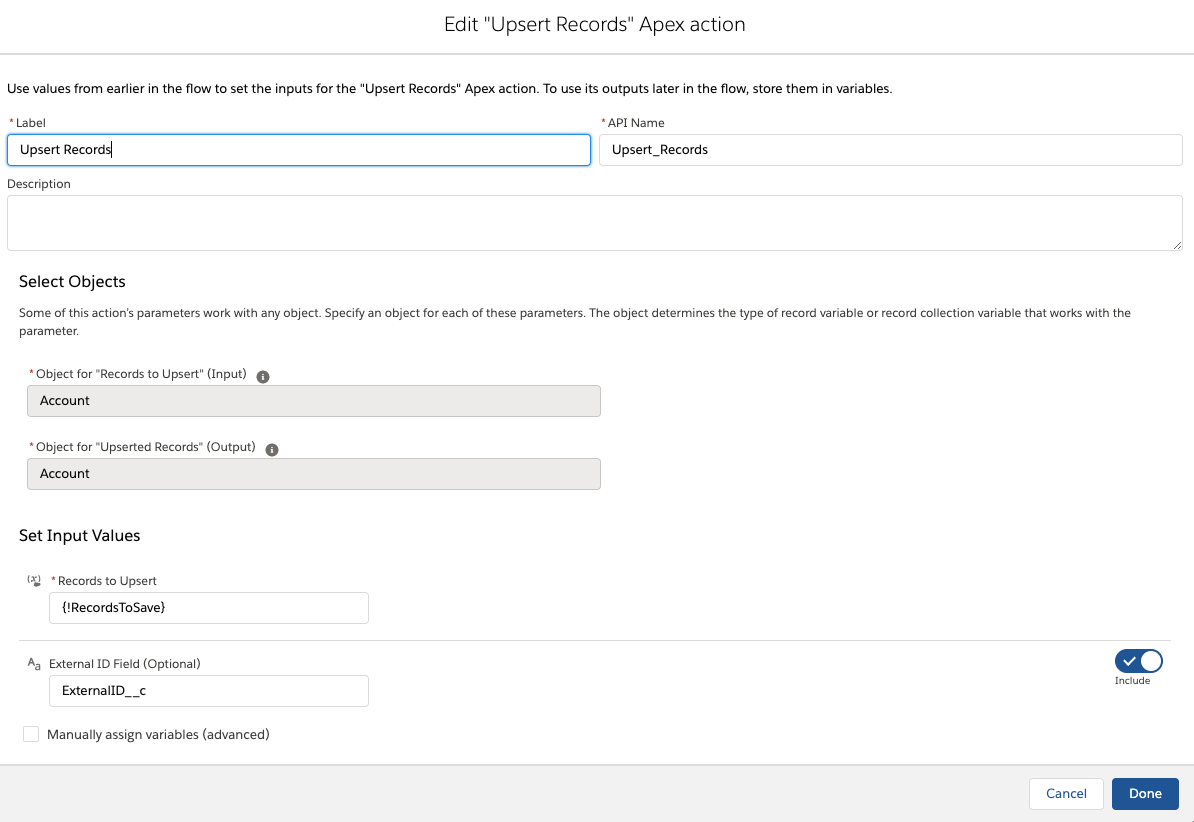 Edit "Upsert Records" Apex action
Use values from earlier in the flow to set the inputs for the "Upsert Records" Apex action. To use its outputs later in the flow, store them in variables.
* Label
* API Name
Upsert Records
Upsert_Records
Description
Select Objects
Some of this action's parameters work with any object. Specify an object for each of these parameters. The object determines the type of record variable or record collection variable that works with the
parameter.
* Object for "Records to Upsert" (Input)
Account
* Object for "Upserted Records" (Output)
Account
Set Input Values
* Records to Upsert
{!RecordsToSave}
Aa External ID Field (Optional)
Include
ExternalID__c
Manually assign variables (advanced)
Cancel
Done